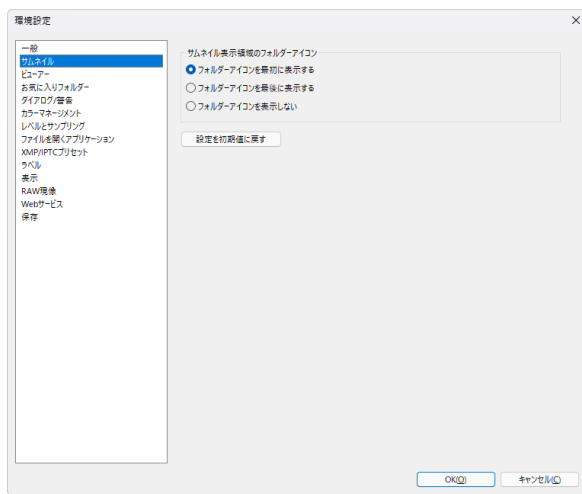 環境設定
一般
サムネイル
ビューアー
お気に入りフォルダー
ダイアログ/警告
カラーマネージメント
レベルとサンプリング
ファイルを開くアプリケーション
XMP/IPTCプリセット
ラベル
表示
RAW現像
Webサービス
保存
サムネイル表示領域のフォルダーアイコン
フォルダーアイコンを最初に表示する
フォルダーアイコンを最後に表示する
フォルダーアイコンを表示しない
設定を初期値に戻す
OK(O)
キャンセル(C)